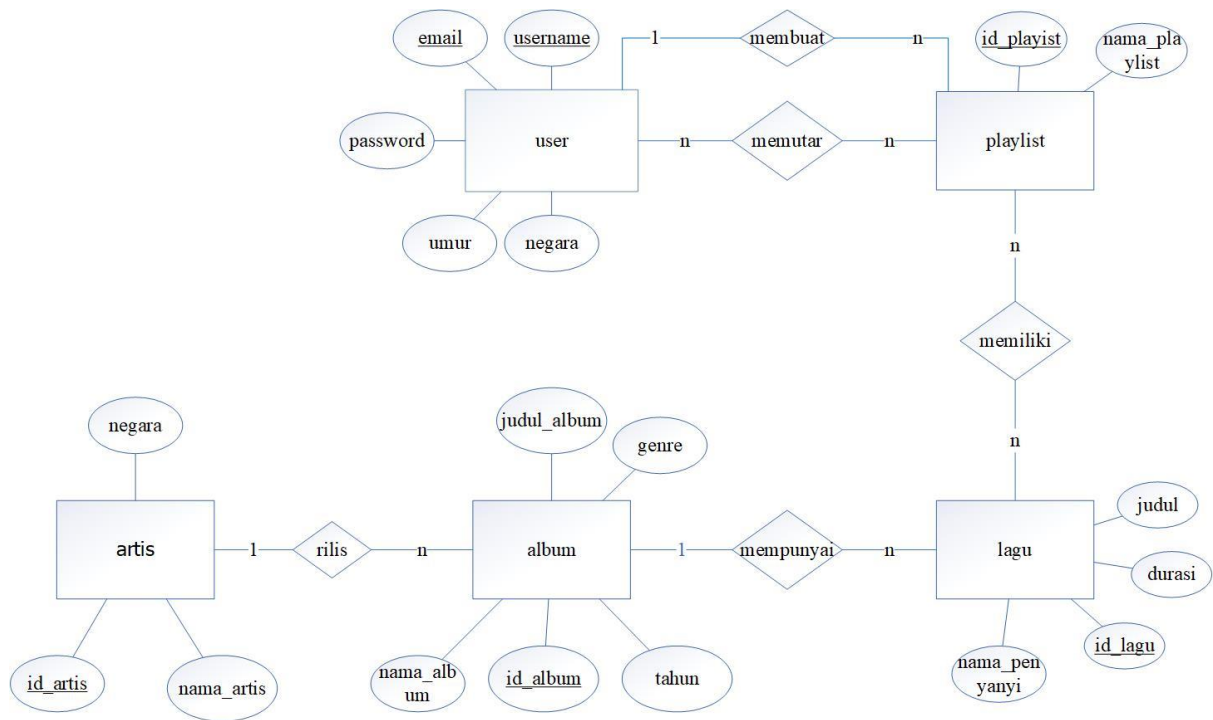 email
username
1
membuat
n
id_playist
nama_pla
ylist
password
user
n
memutar
n
playlist
umur
negara
n
memiliki
n
negara
judul_album
genre
artis
1
rilis
n
album
1
mempunyai
n
lagu
judul
durasi
id_artis
nama_artis
nama_alb
um
id_album
tahun
nama_pen
yanyi
id_lagu